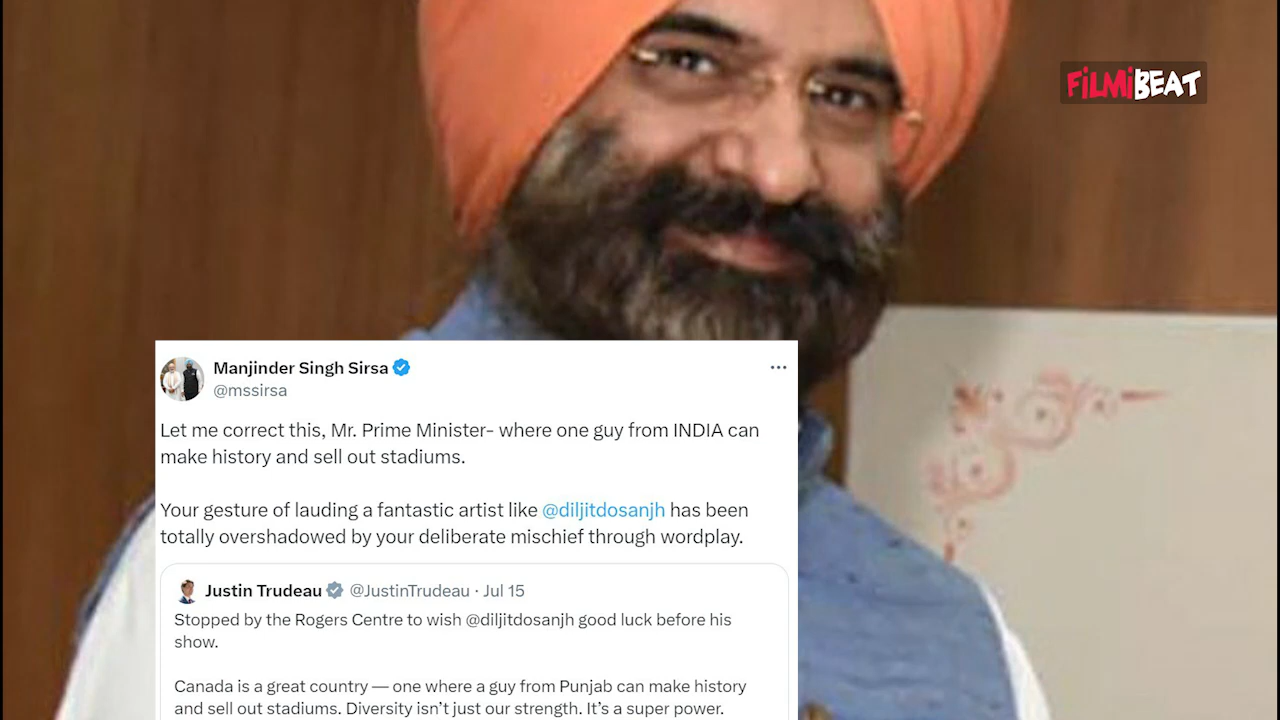 FiLMiBEAT
Manjinder Singh Sirsa
@mssirsa
Let me correct this, Mr. Prime Minister- where one guy from INDIA can
make history and sell out stadiums.
Your gesture of lauding a fantastic artist like @diljitdosanjh has been
totally overshadowed by your deliberate mischief through wordplay.
Justin Trudeau @JustinTrudeau · Jul 15
Stopped by the Rogers Centre to wish @diljitdosanjh good luck before his
show.
Canada is a great country — one where a guy from Punjab can make history
and sell out stadiums. Diversity isn’t just our strength. It’s a super power.